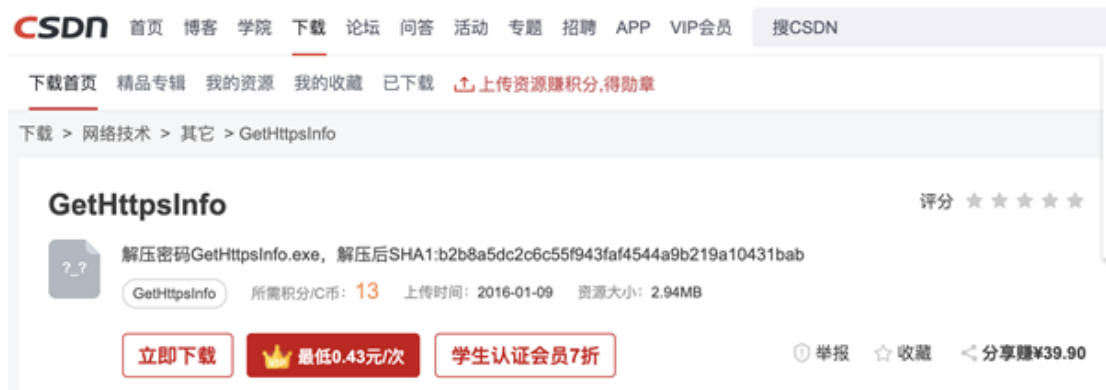 CSDN 首页 博客 学院 下载 论坛 问答 活动 专题 招聘 APP VIP会员 搜CSDN
下载首页 精品专辑 我的资源 我的收藏 已下载 上传资源赚积分,得勋章
下载 > 网络技术 > 其它 > GetHttpsInfo
GetHttpsInfo 评分
?_? 解压密码GetHttpsInfo.exe，解压后SHA1:b2b8a5dc2c6c55f943faf4544a9b219a10431bab
GetHttpsInfo 所需积分/C币：13 上传时间：2016-01-09 资源大小：2.94MB
立即下载 最低0.43元/次 学生认证会员7折 举报 收藏 分享赚¥39.90